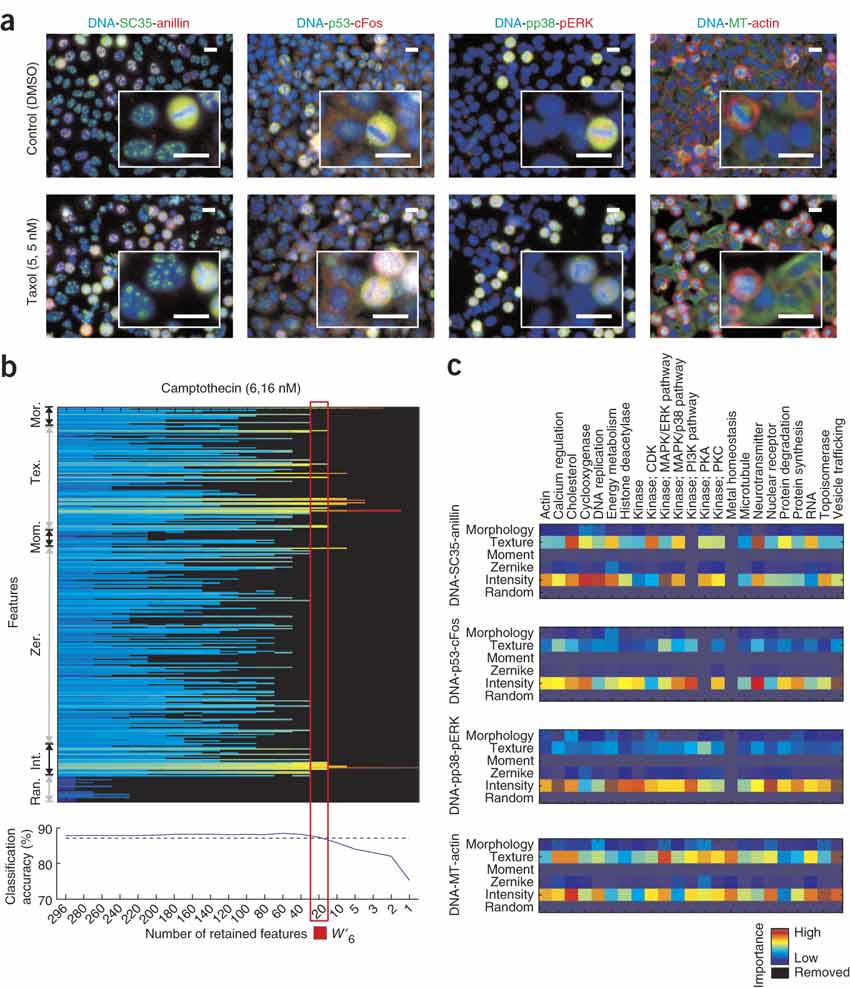 a
DNA-SC35-anillin
DNA-p53-cFos
DNA-pp38-pERK
DNA-MT-actin
Control (DMSO)
Taxol (5, 5 nM)
b
Camptothecin (6,16 nM)
Features
Mor.
Tex.
Mom.
Zer.
Int.
Ran.
Classification
accuracy (%)
90
80
70
296
280
260
240
220
200
180
160
140
120
100
80
60
40
20
10
5
3
2
1
Number of retained features
W′6
c
Actin
Calcium regulation
Cholesterol
Cyclooxygenase
DNA replication
Energy metabolism
Histone deacetylase
Kinase
Kinase; CDK
Kinase; MAPK/ERK pathway
Kinase; MAPK/p38 pathway
Kinase; PI3K pathway
Kinase; PKA
Kinase; PKC
Metal homeostasis
Microtubule
Neurotransmitter
Nuclear receptor
Protein degradation
Protein synthesis
RNA
Topoisomerase
Vesicle trafficking
DNA-SC35-anillin
Morphology
Texture
Moment
Zernike
Intensity
Random
DNA-p53-cFos
Morphology
Texture
Moment
Zernike
Intensity
Random
DNA-pp38-pERK
Morphology
Texture
Moment
Zernike
Intensity
Random
DNA-MT-actin
Morphology
Texture
Moment
Zernike
Intensity
Random
Importance
High
Low
Removed